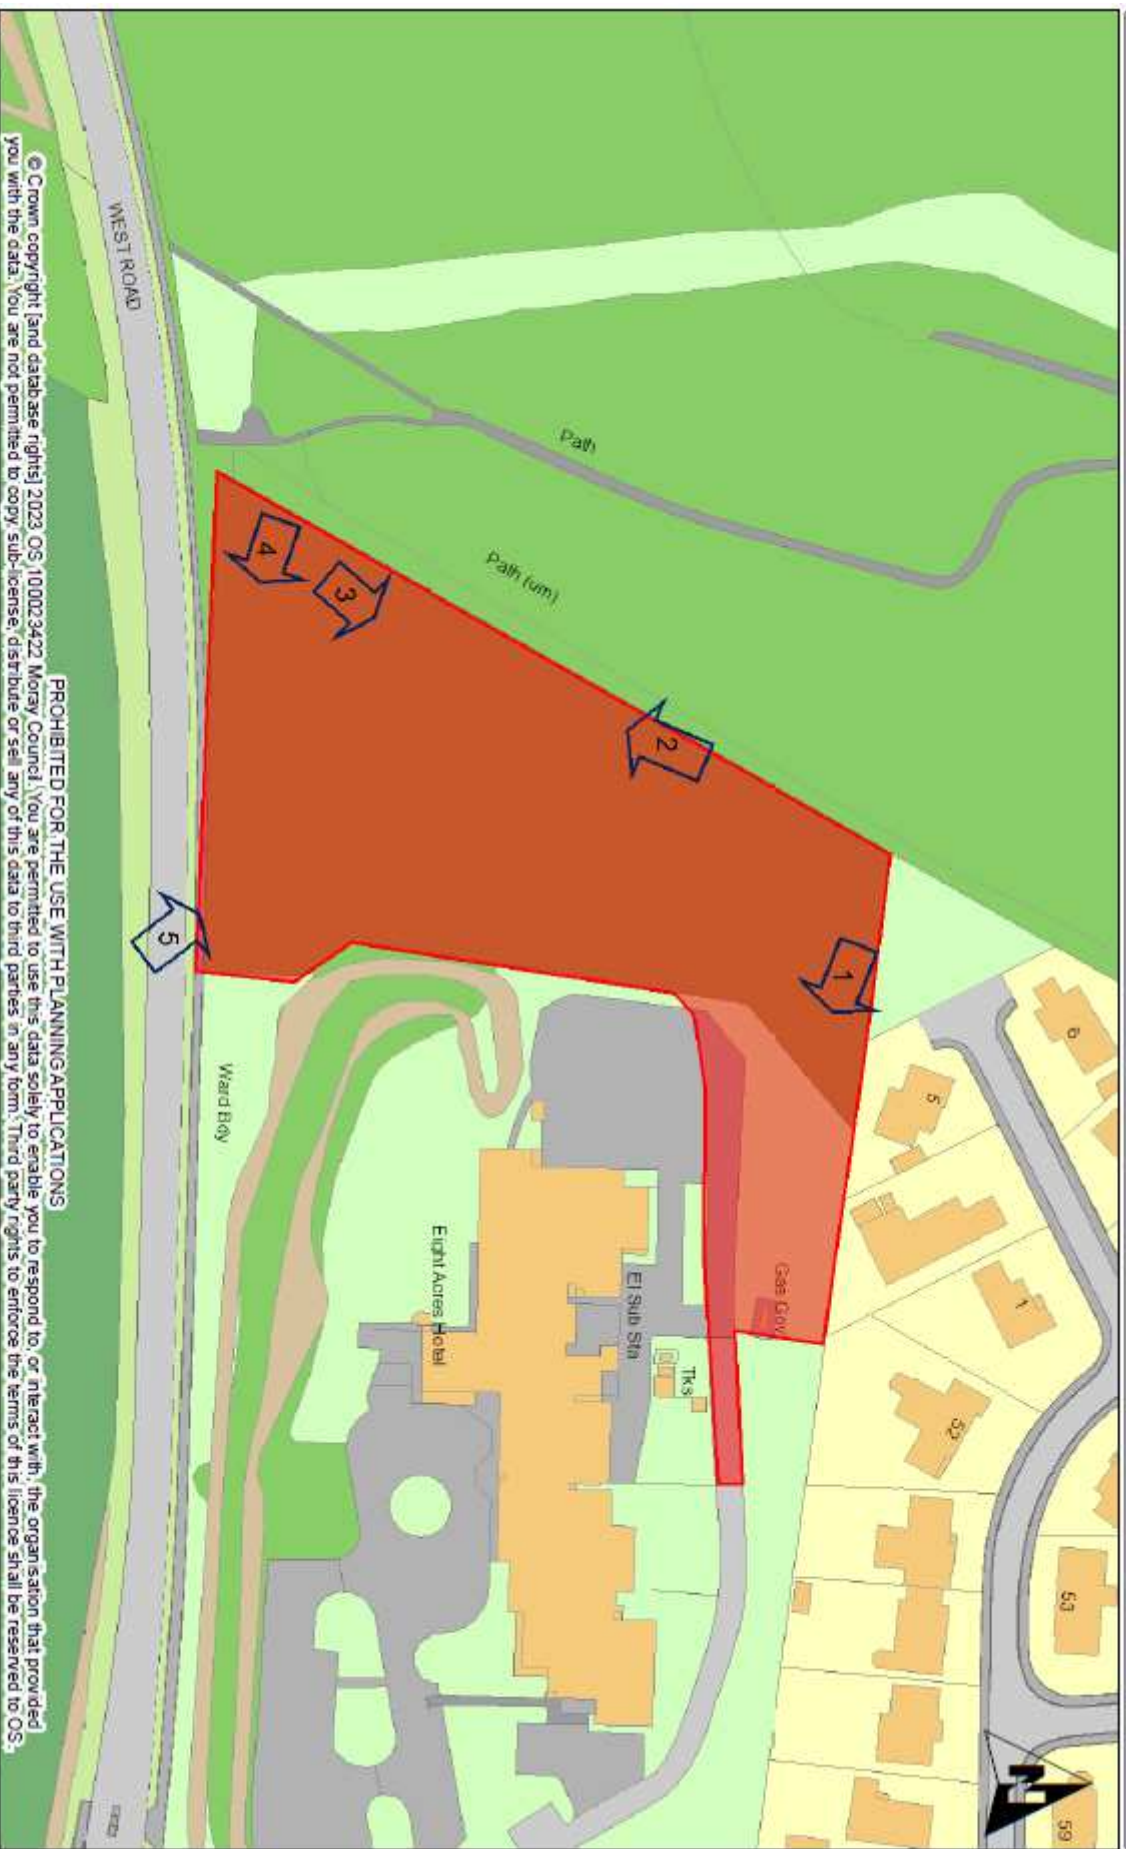 WEST ROAD
Path
Path (um)
4
3
2
1
5
Ward Bdy
Eight Acres Hotel
El Sub Sta
Tks
Gas Gov
6
5
1
52
53
59
N
PROHIBITED FOR THE USE WITH PLANNING APPLICATIONS
© Crown copyright [and database rights] 2023 OS 100023422 Moray Council. You are permitted to use this data solely to enable you to respond to, or interact with, the organisation that provided
you with the data. You are not permitted to copy, sub-license, distribute or sell any of this data to third parties in any form. Third party rights to enforce the terms of this licence shall be reserved to OS.